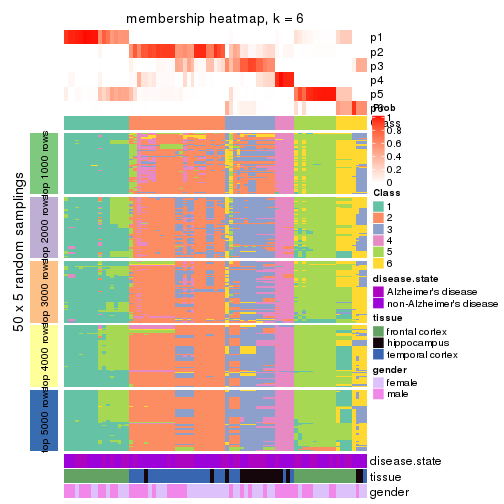 membership heatmap, k = 6
p1
p2
p3
p4
p5
Prob
1
0.8
0.6
0.4
0.2
0
Class
1
2
3
4
5
6
disease.state
Alzheimer's disease
non-Alzheimer's disease
tissue
frontal cortex
hippocampus
temporal cortex
gender
female
male
50 x 5 random samplings
top 1000 rows
top 2000 rows
top 3000 rows
top 4000 rows
top 5000 rows
disease.state
tissue
gender